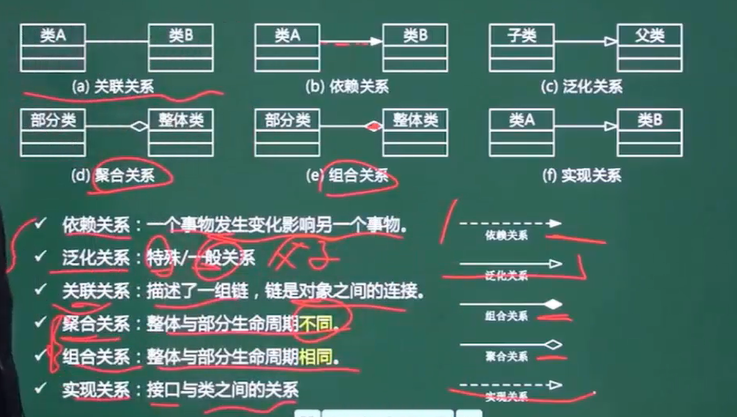 类A 类B 类A 类B 子类 父类
(a) 关联关系 (b) 依赖关系 (c) 泛化关系
部分类 整体类 部分类 整体类 类A 类B
(d) 聚合关系 (e) 组合关系 (f) 实现关系
✓ 依赖关系：一个事物发生变化影响另一个事物。
✓ 泛化关系：特殊/一般关系 父子
✓ 关联关系：描述了一组链，链是对象之间的连接。
✓ 聚合关系：整体与部分生命周期不同。
✓ 组合关系：整体与部分生命周期相同。
✓ 实现关系：接口与类之间的关系
依赖关系
泛化关系
组合关系
聚合关系
实现关系